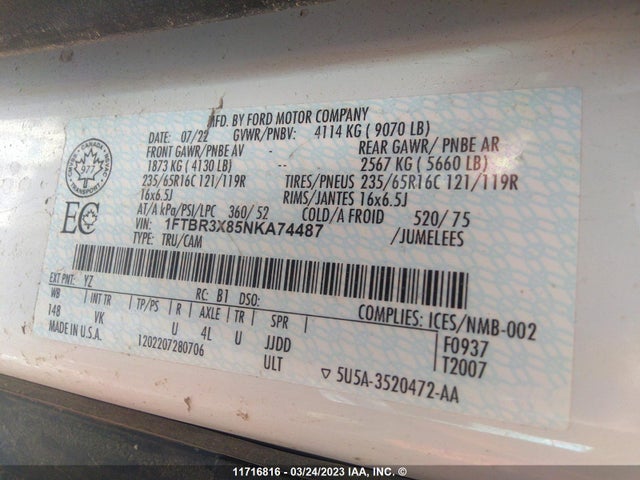 MFD. BY FORD MOTOR COMPANY
DATE: 07/22 GVWR/PNBV: 4114 KG ( 9070 LB)
FRONT GAWR/PNBE AV -- REAR GAWR/ PNBE AR
1873 KG ( 4130 LB) -- 2567 KG ( 5660 LB)
235/65R16C 121/119R TIRES/PNEUS 235/65R16C 121/119R
16x6.5J RIMS/JANTES 16x6.5J
AT/A kPa/PSI/LPC 360/ 52 COLD/A FROID 520/ 75
VIN: 1FTBR3X85NKA74487 /JUMELEES
TYPE: TRU/CAM
CANADA
977
TRANSPORT
EC
EXT PNT: YZ RC: B1 DSO:
COMPLIES: ICES/NMB-002
WB INT TR TP/PS R AXLE TR SPR
148 VK U 4L U JJDD
F0937
MADE IN U.S.A. 1202207280706 ULT
T2007
▽ 5U5A-3520472-AA
11716816 - 03/24/2023 IAA, INC. ©